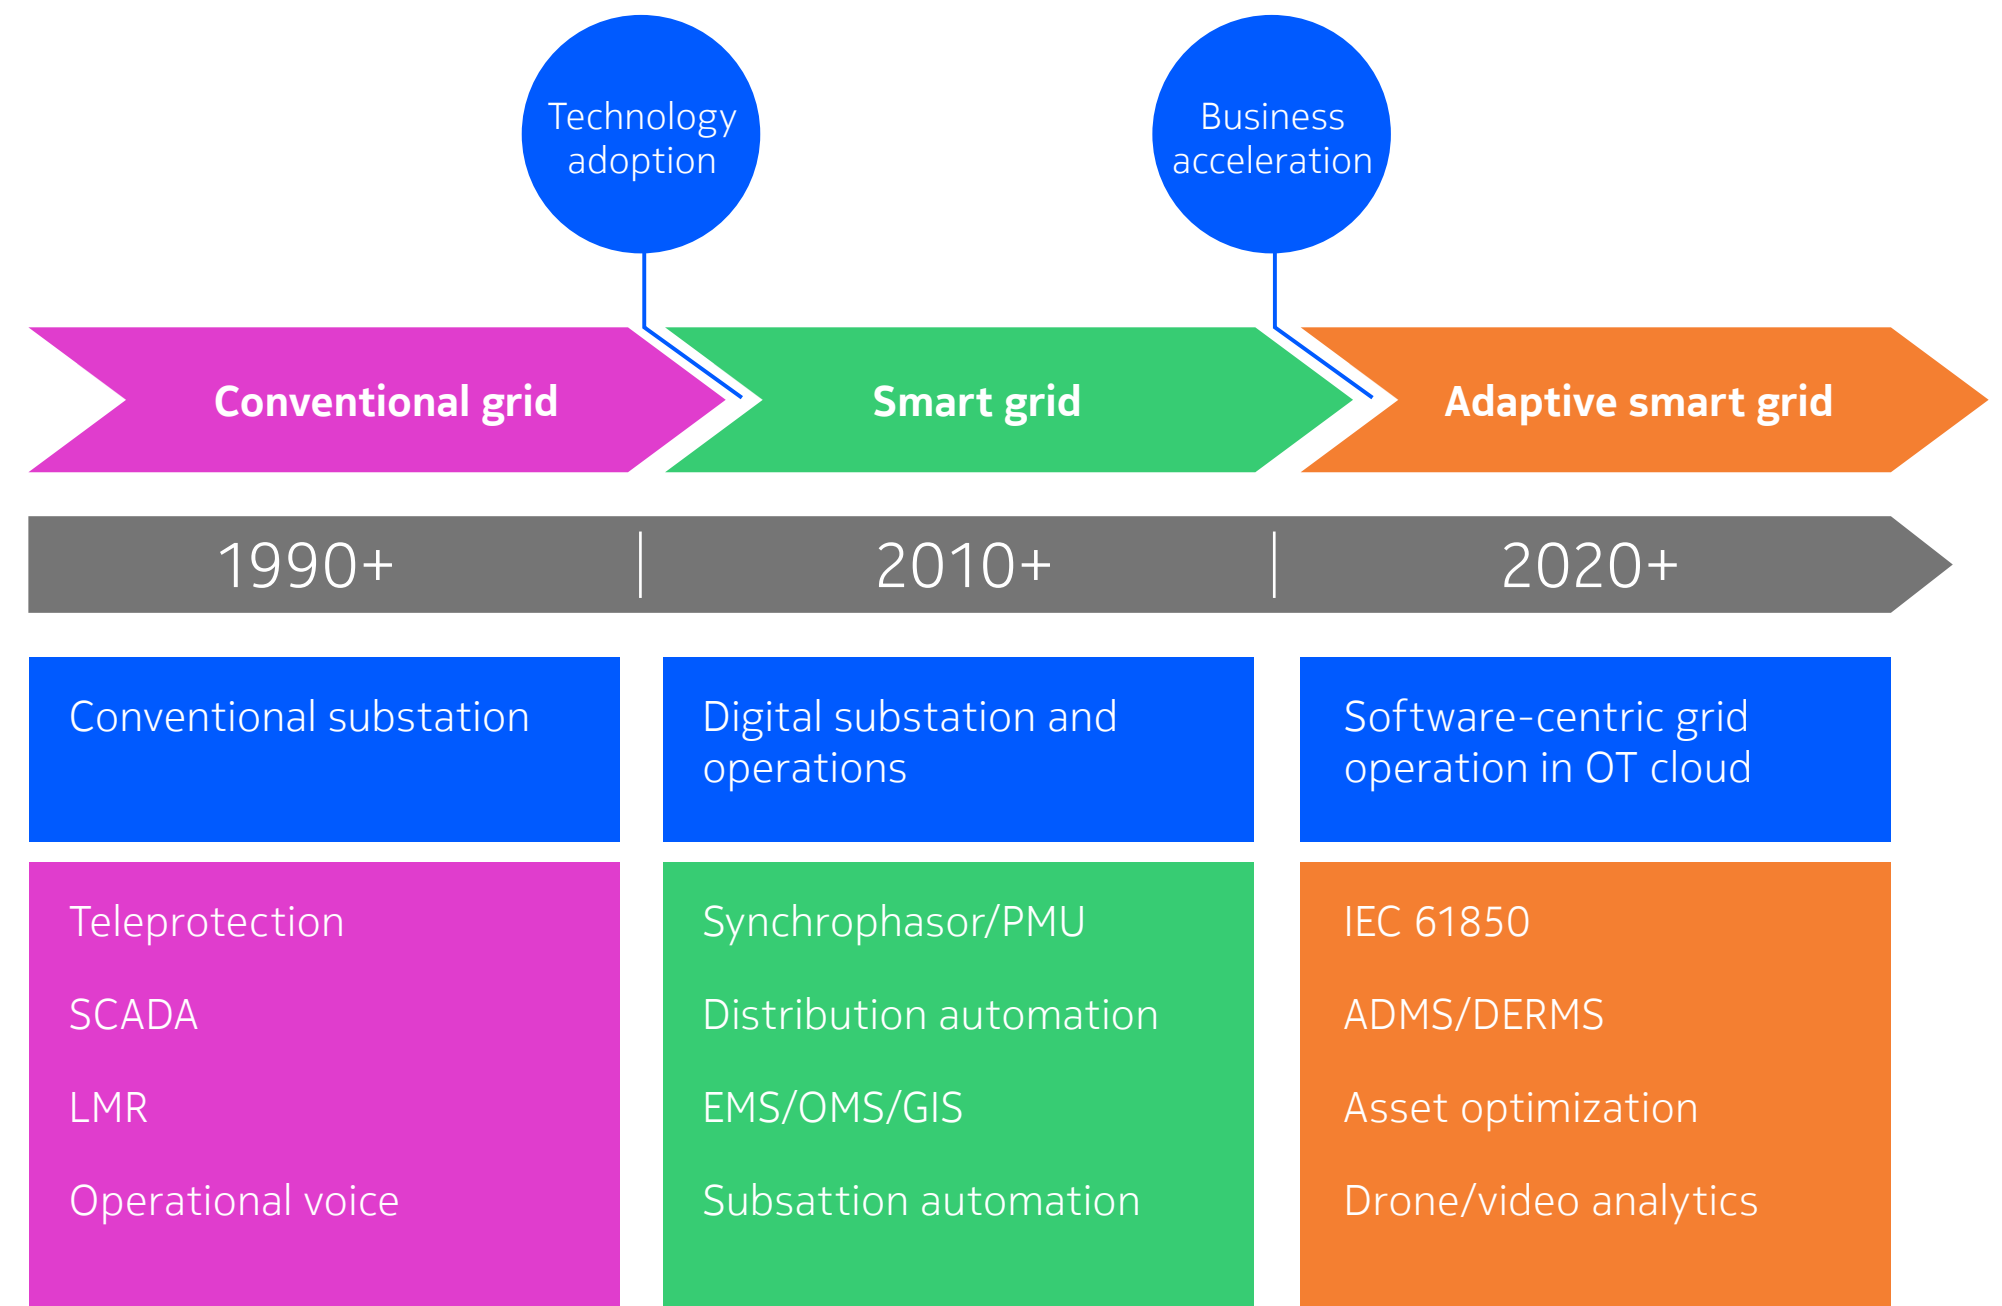 Technology
adoption
Business
acceleration
Conventional grid
Smart grid
Adaptive smart grid
1990+
2010+
2020+
Conventional substation
Digital substation and
operations
Software-centric grid
operation in OT cloud
Teleprotection
SCADA
LMR
Operational voice
Synchrophasor/PMU
Distribution automation
EMS/OMS/GIS
Subsattion automation
IEC 61850
ADMS/DERMS
Asset optimization
Drone/video analytics